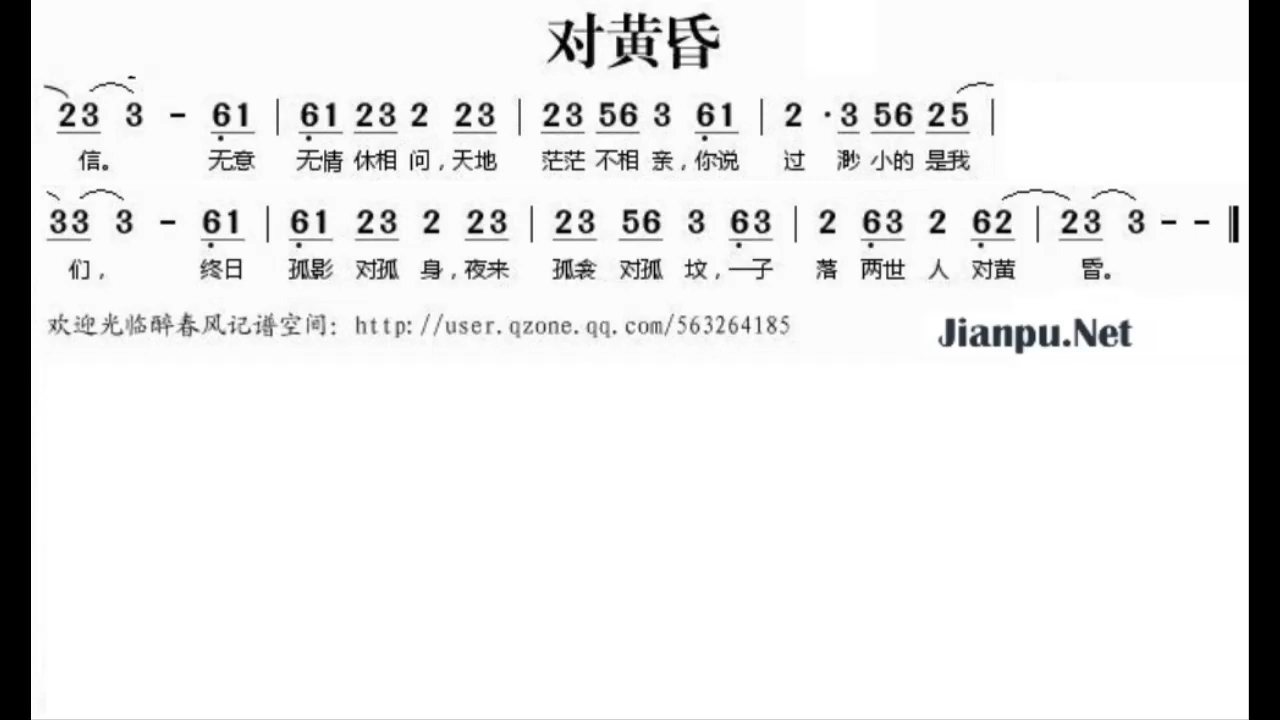 对黄昏
23 3 - 61 | 61 23 2 23 | 23 56 3 61 | 2 ·3 56 25 |
信。 无意 无情 休相 问，天地 茫茫 不相 亲，你说 过 渺 小的 是我
33 3 - 61 | 61 23 2 23 | 23 56 3 63 | 2 63 2 62 | 23 3 - - ‖
们， 终日 孤影 对孤 身，夜来 孤衾 对孤 坟，一子 落 两世 人 对黄 昏。
欢迎光临醉春风记谱空间：http://user.qzone.qq.com/563264185
Jianpu.Net